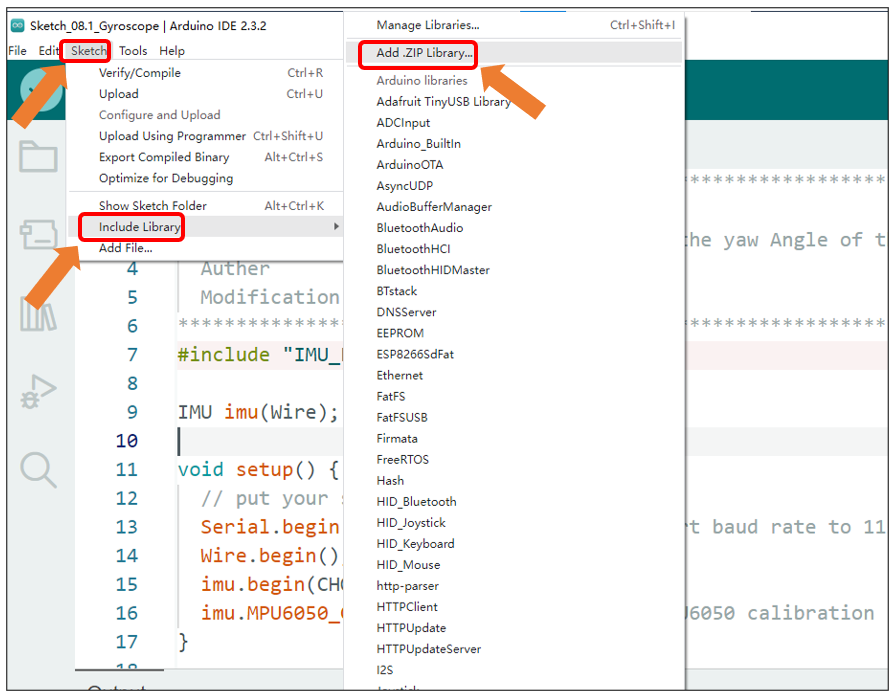 Sketch_08.1_Gyroscope | Arduino IDE 2.3.2
File Edit Sketch Tools Help
Verify/Compile Ctrl+R
Upload Ctrl+U
Configure and Upload
Upload Using Programmer Ctrl+Shift+U
Export Compiled Binary Alt+Ctrl+S
Optimize for Debugging
Show Sketch Folder Alt+Ctrl+K
Include Library
Add File...
Manage Libraries... Ctrl+Shift+I
Add .ZIP Library...
Arduino libraries
Adafruit TinyUSB Library
ADCInput
Arduino_BuiltIn
ArduinoOTA
AsyncUDP
AudioBufferManager
BluetoothAudio
BluetoothHCI
BluetoothHIDMaster
BTstack
DNSServer
EEPROM
ESP8266SdFat
Ethernet
FatFS
FatFSUSB
Firmata
FreeRTOS
Hash
HID_Bluetooth
HID_Joystick
HID_Keyboard
HID_Mouse
http-parser
HTTPClient
HTTPUpdate
HTTPUpdateServer
I2S
*****************
the yaw Angle of t
4 Auther
5 Modification
6 ************** *****************
7 #include "IMU_
8
9 IMU imu(Wire);
10
11 void setup() {
12 // put your
13 Serial.begin rt baud rate to 11
14 Wire.begin()
15 imu.begin(CHO
16 imu.MPU6050_ U6050 calibration
17 }
18
Output